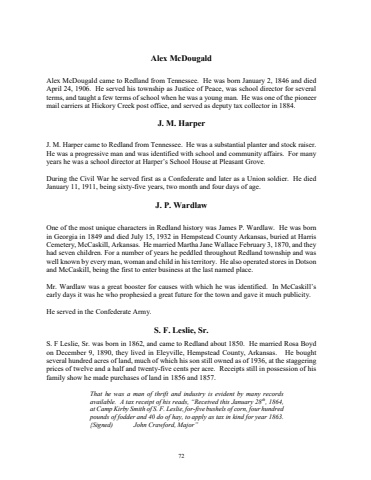 Alex McDougald
Alex McDougald came to Redland from Tennessee. He was born January 2, 1846 and died
April 24, 1906. He served his township as Justice of Peace, was school director for several
terms, and taught a few terms of school when he was a young man. He was one of the pioneer
mail carriers at Hickory Creek post office, and served as deputy tax collector in 1884.
J. M. Harper
J. M. Harper came to Redland from Tennessee. He was a substantial planter and stock raiser.
He was a progressive man and was identified with school and community affairs. For many
years he was a school director at Harper's School House at Pleasant Grove.
During the Civil War he served first as a Confederate and later as a Union soldier. He died
January 11, 1911, being sixty-five years, two month and four days of age.
J. P. Wardlaw
One of the most unique characters in Redland history was James P. Wardlaw. He was born
in Georgia in 1849 and died July 15, 1932 in Hempstead County Arkansas, buried at Harris
Cemetery, McCaskill, Arkansas. He married Martha Jane Wallace February 3, 1870, and they
had seven children. For a number of years he peddled throughout Redland township and was
well known by every man, woman and child in his territory. He also operated stores in Dotson
and McCaskill, being the first to enter business at the last named place.
Mr. Wardlaw was a great booster for causes with which he was identified. In McCaskill's
early days it was he who prophesied a great future for the town and gave it much publicity.
He served in the Confederate Army.
S. F. Leslie, Sr.
S. F Leslie, Sr. was born in 1862, and came to Redland about 1850. He married Rosa Boyd
on December 9, 1890, they lived in Eleyville, Hempstead County, Arkansas. He bought
several hundred acres of land, much of which his son still owned as of 1936, at the staggering
prices of twelve and a half and twenty-five cents per acre. Receipts still in possession of his
family show he made purchases of land in 1856 and 1857.
That he was a man of thrift and industry is evident by many records
available. A tax receipt of his reads, "Received this January 28th, 1864,
at Camp Kirby Smith of S. F. Leslie, for-five bushels of corn, four hundred
pounds of fodder and 40 do of hay, to apply as tax in kind for year 1863.
(Signed) John Crawford, Major"
72